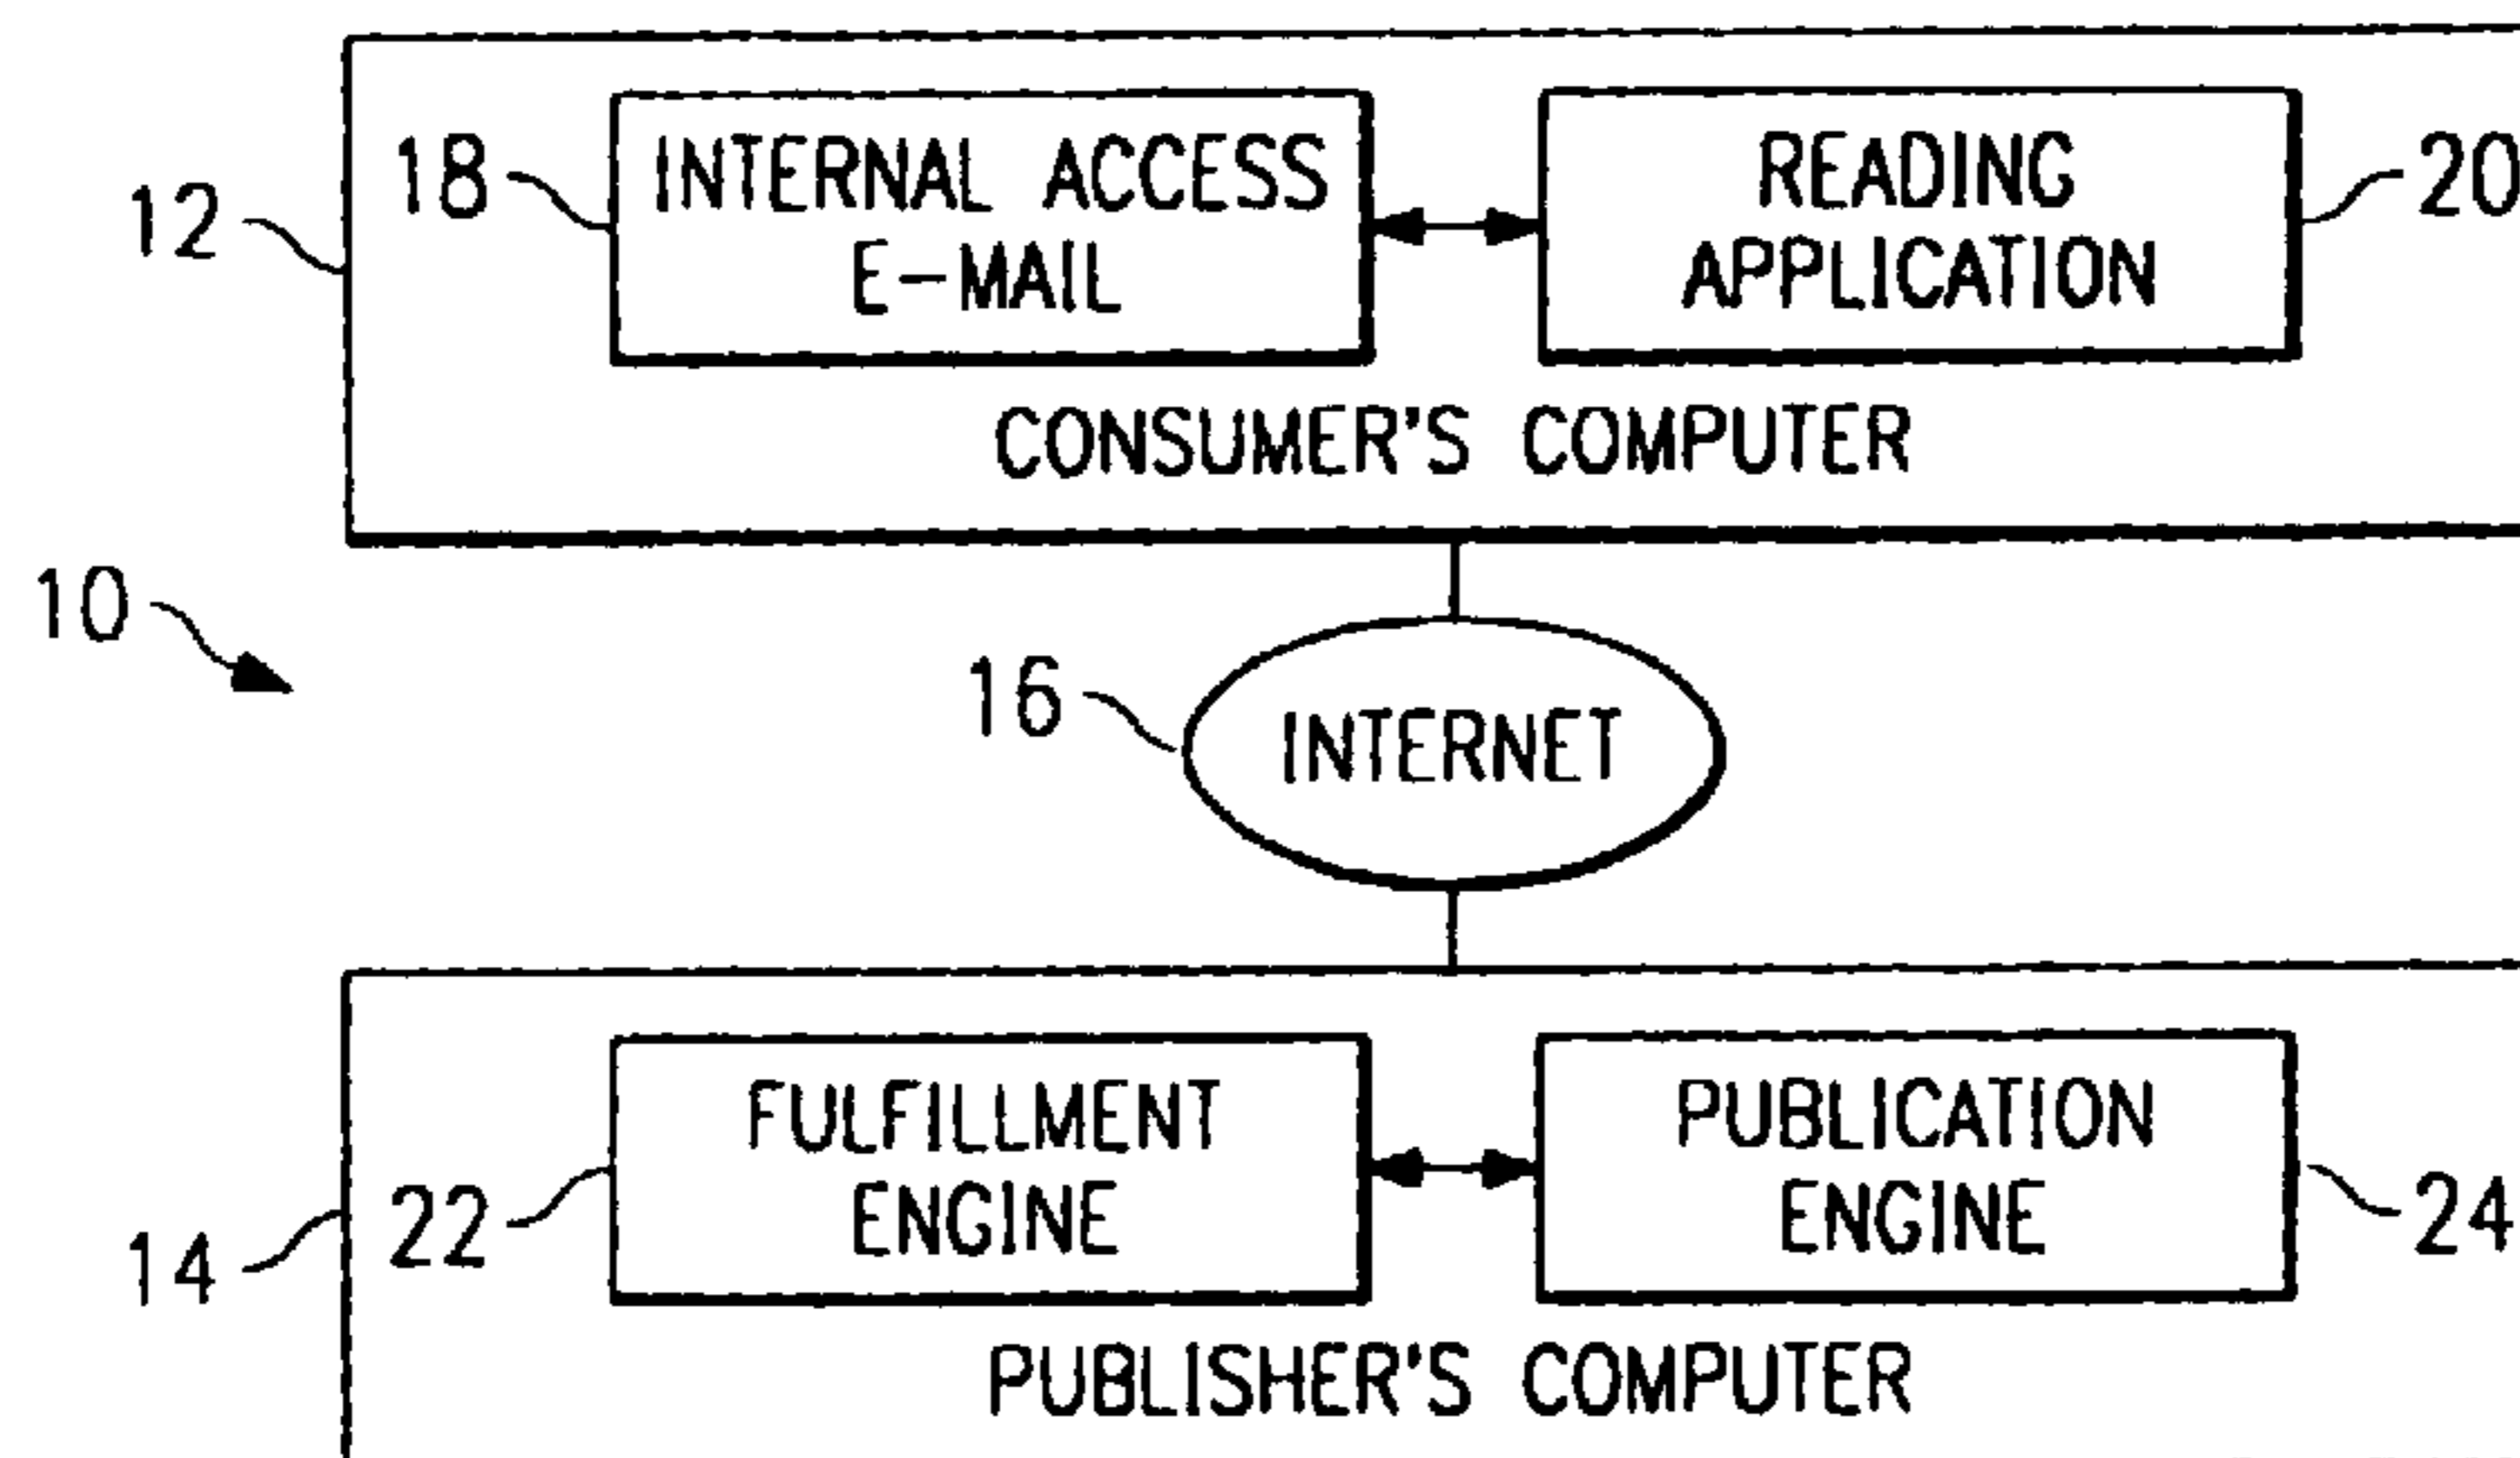 18
INTERNAL ACCESS
E-MAIL
READING
APPLICATION
20
12
CONSUMER'S COMPUTER
10
16
INTERNET
FULFILLMENT
ENGINE
PUBLICATION
ENGINE
22
24
14
PUBLISHER'S COMPUTER